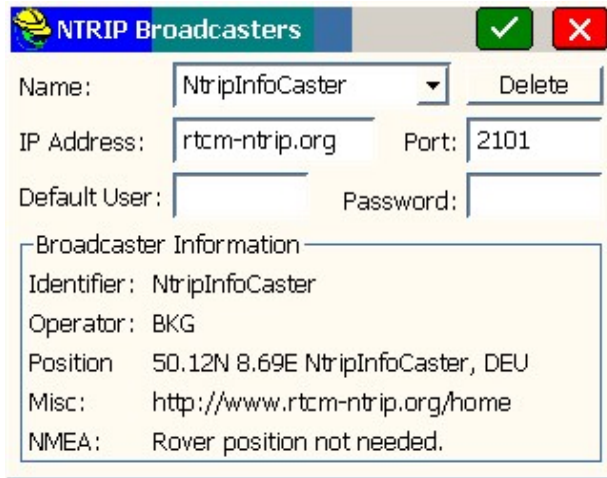 NTRIP Broadcasters
Name: NtripInfoCaster Delete
IP Address: rtcm-ntrip.org Port: 2101
Default User: Password:
Broadcaster Information
Identifier: NtripInfoCaster
Operator: BKG
Position 50.12N 8.69E NtripInfoCaster, DEU
Misc: http://www.rtcm-ntrip.org/home
NMEA: Rover position not needed.